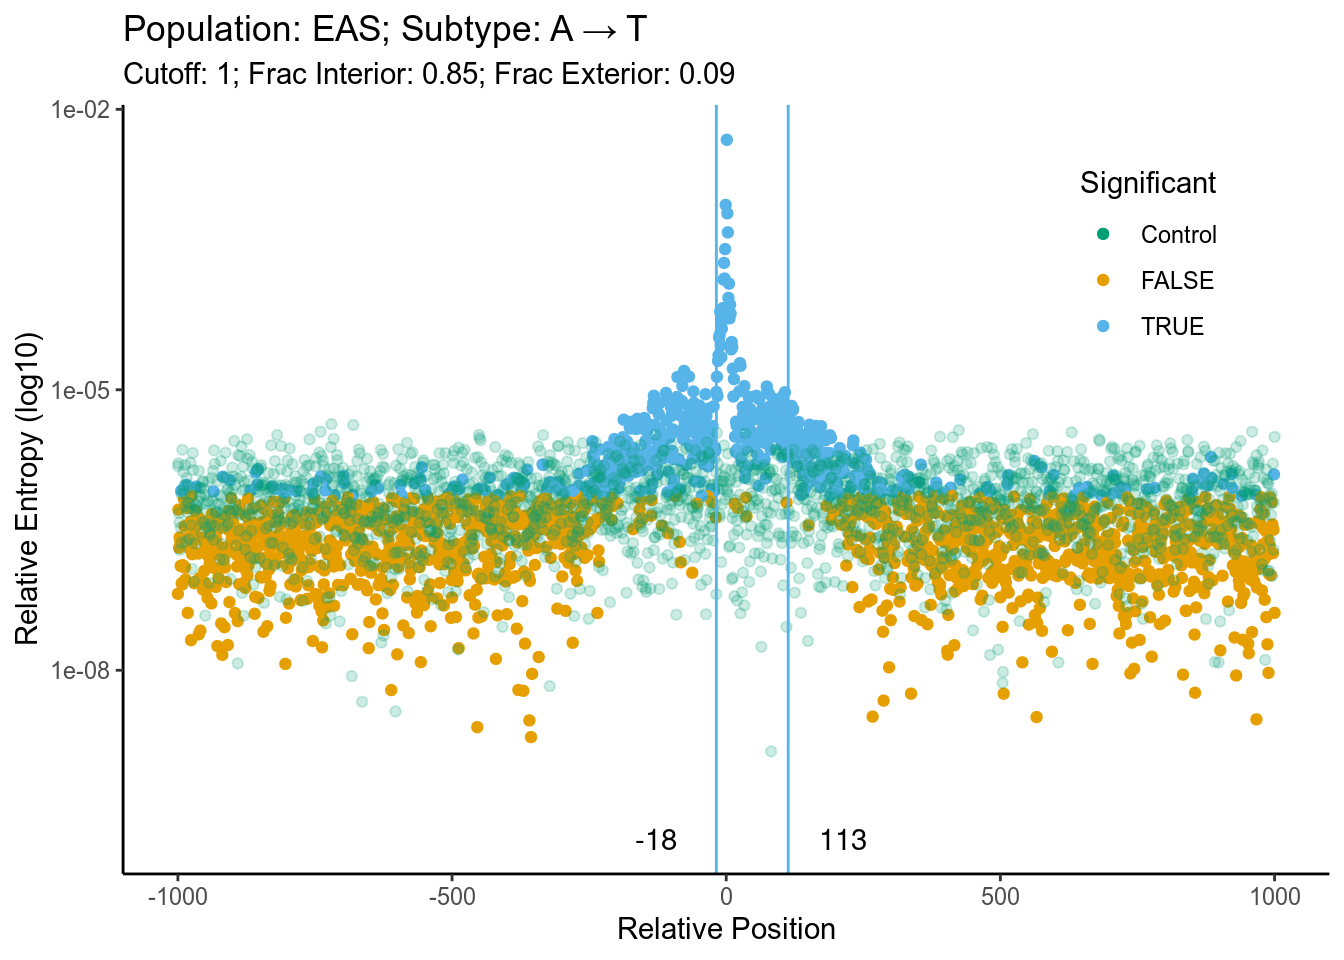 Population: EAS; Subtype: A → T
Cutoff: 1; Frac Interior: 0.85; Frac Exterior: 0.09
1e-02
1e-05
1e-08
Relative Entropy (log10)
Significant
Control
FALSE
TRUE
-18
113
-1000
-500
0
500
1000
Relative Position